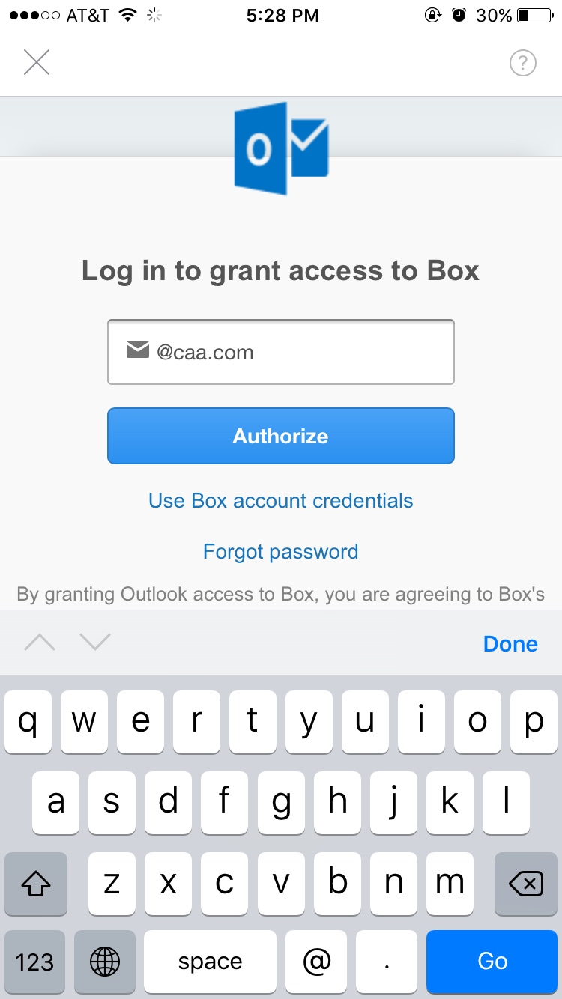 AT&T 5:28 PM 30%
?
O
Log in to grant access to Box
@caa.com
Authorize
Use Box account credentials
Forgot password
By granting Outlook access to Box, you are agreeing to Box's
Done
q w e r t y u i o p
a s d f g h j k l
z x c v b n m
123 space @ . Go